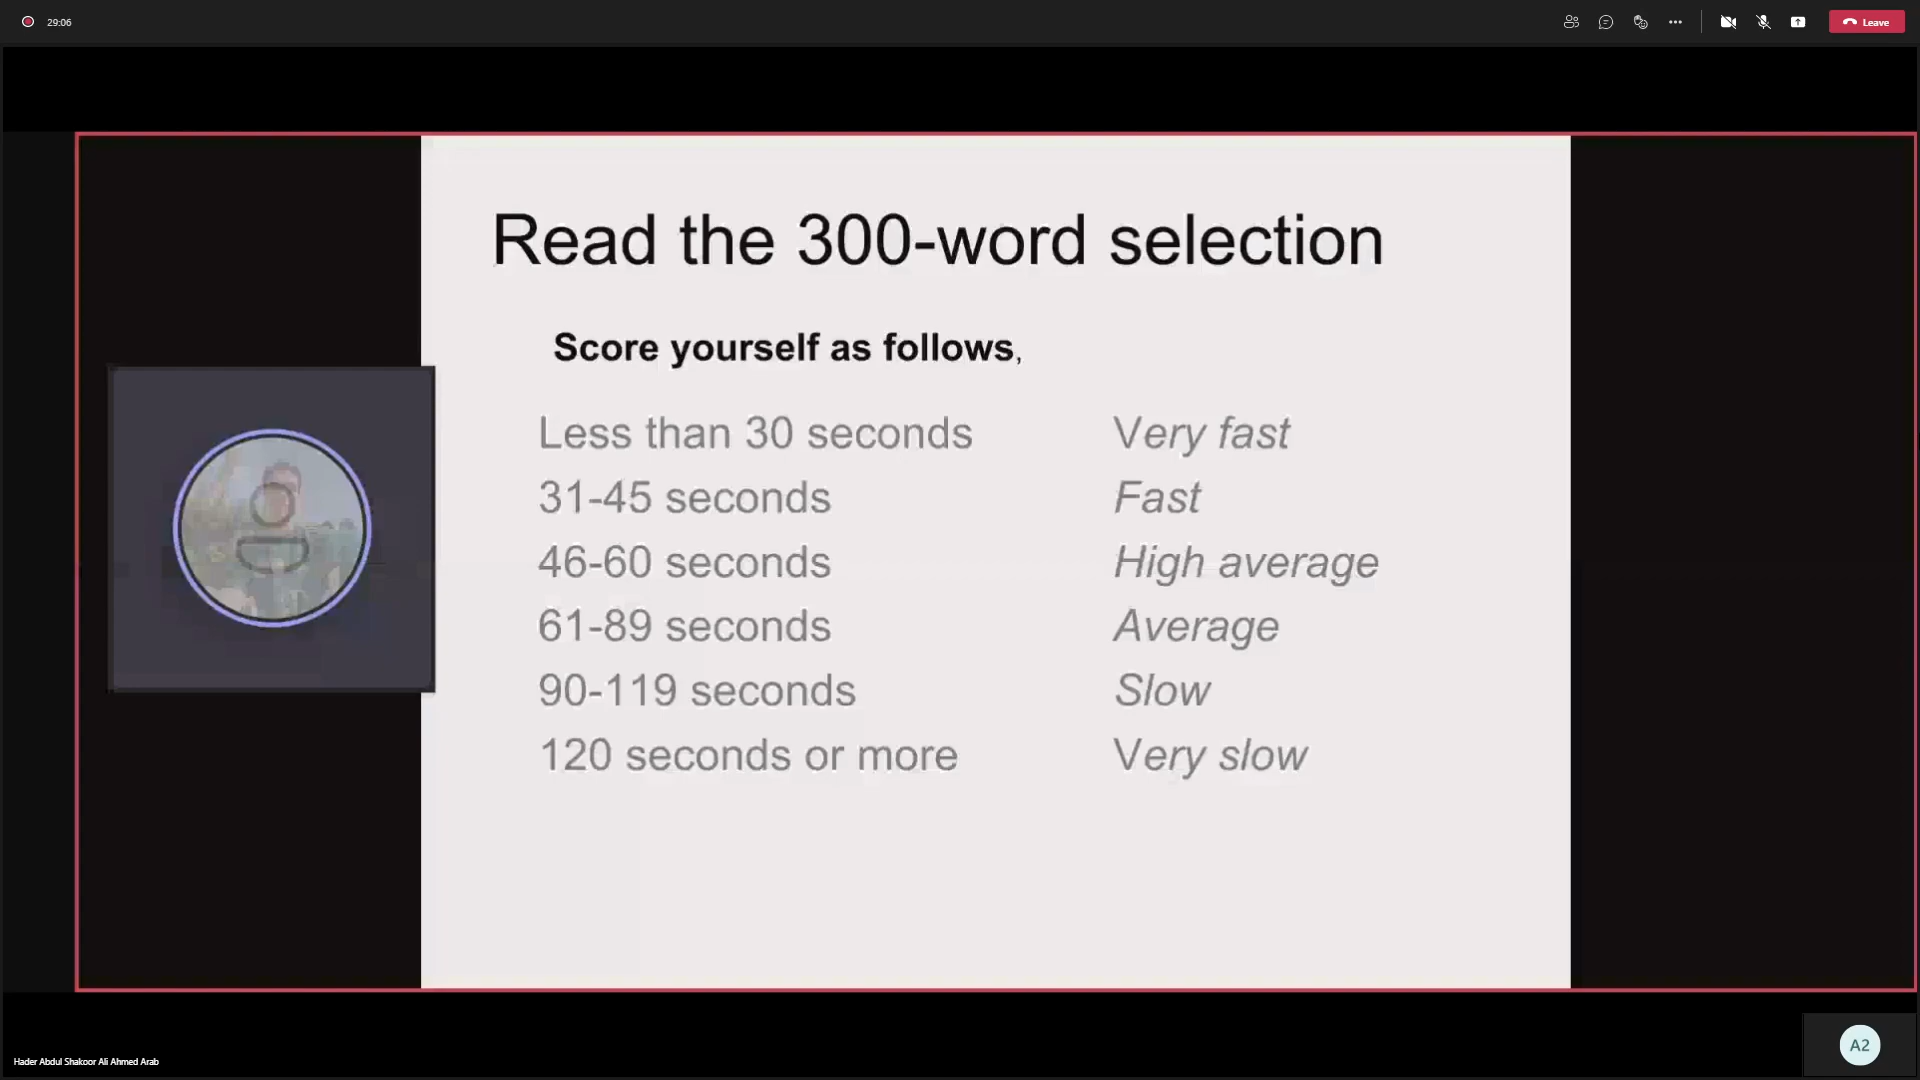 29:06
Leave
Read the 300-word selection
Score yourself as follows,
Less than 30 seconds Very fast
31-45 seconds Fast
46-60 seconds High average
61-89 seconds Average
90-119 seconds Slow
120 seconds or more Very slow
Hader Abdul Shakoor Ali Ahmed Arab
A2